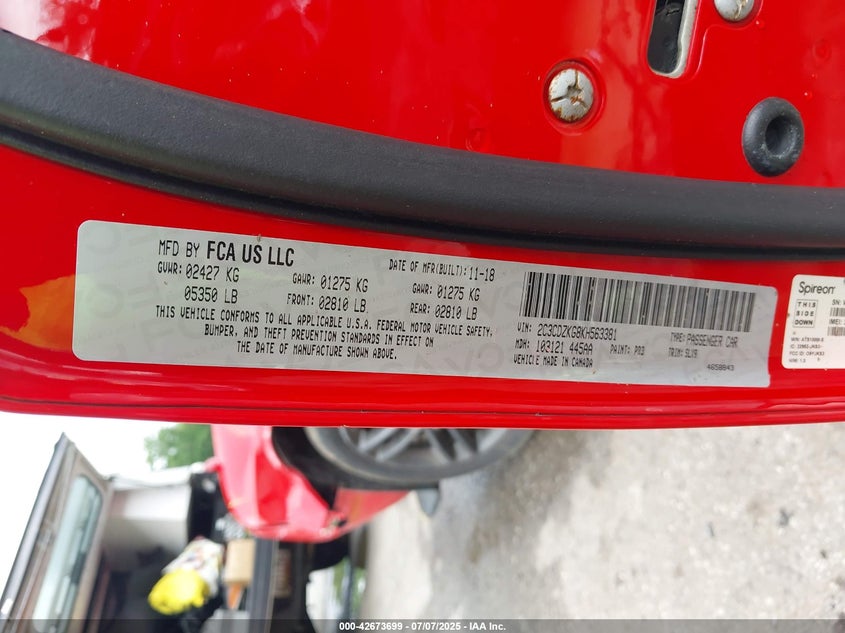 MFD BY FCA US LLC
DATE OF MFR(BUILT): 11-18
GVWR: 02427 KG
GAWR: 01275 KG
GAWR: 01275 KG
05350 LB
FRONT: 02810 LB
REAR: 02810 LB
THIS VEHICLE CONFORMS TO ALL APPLICABLE U.S.A. FEDERAL MOTOR VEHICLE SAFETY,
BUMPER, AND THEFT PREVENTION STANDARDS IN EFFECT ON
THE DATE OF MANUFACTURE SHOWN ABOVE.
VIN: 2C3CDZKG8KH563381
TYPE: PASSENGER CAR
MDH: 103121 445AA
PAINT: PR3
TRIM: SLV9
VEHICLE MADE IN CANADA
4658843
Spireon
THIS
SIDE
DOWN
000-42673699 - 07/07/2025 - IAA Inc.